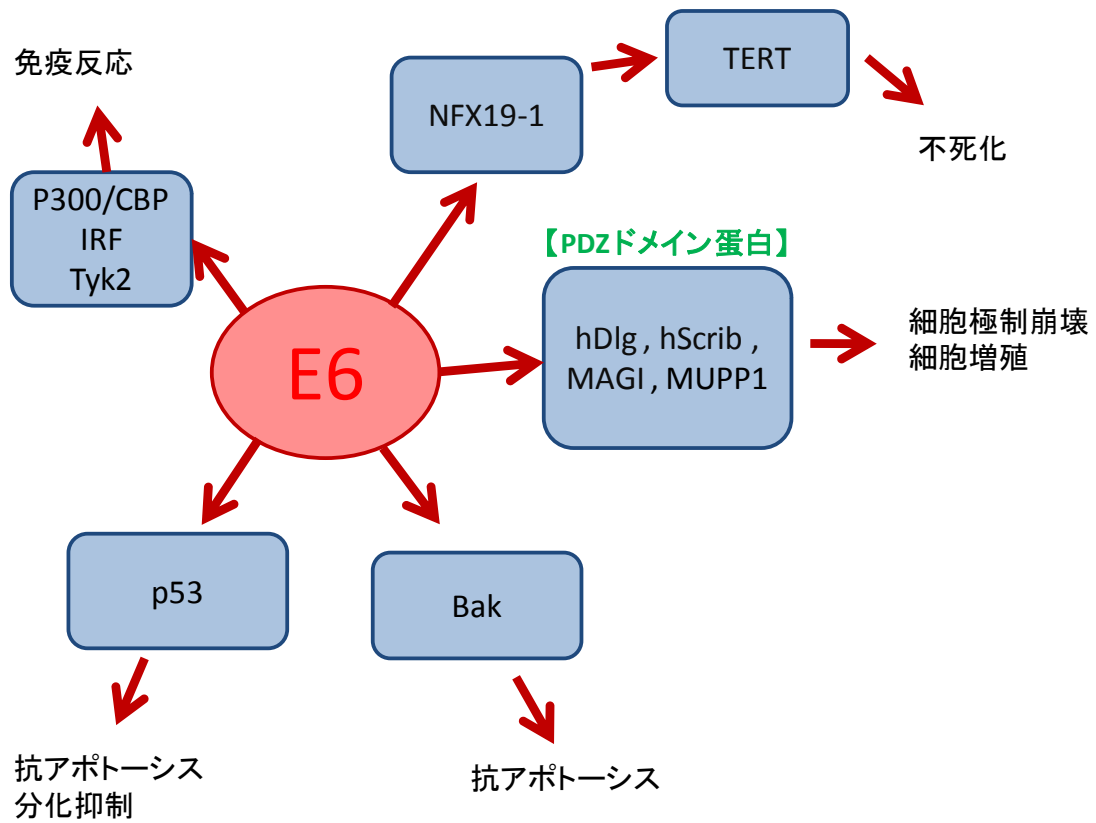 免疫反応
P300/CBP
IRF
Tyk2
NFX19-1
TERT
不死化
【PDZドメイン蛋白】
hDlg , hScrib ,
MAGI , MUPP1
細胞極制崩壊
細胞増殖
E6
p53
Bak
抗アポトーシス
分化抑制
抗アポトーシス